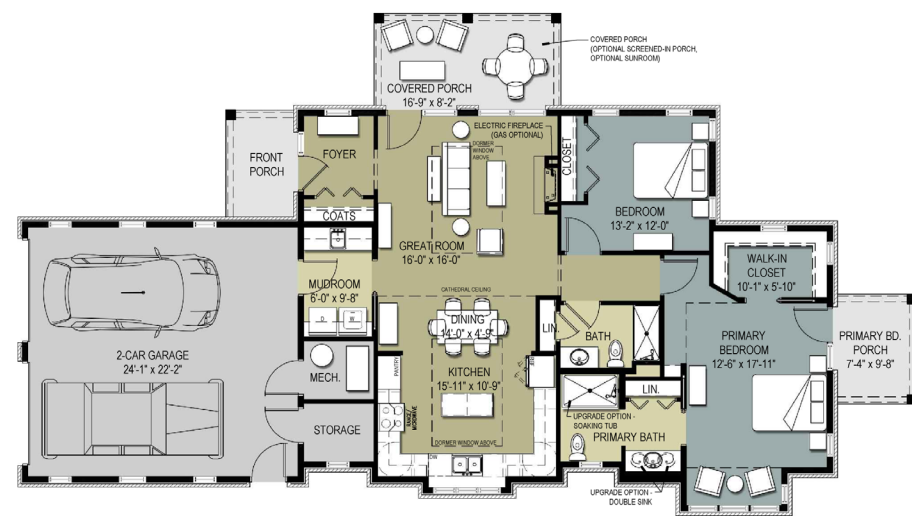 COVERED PORCH
(OPTIONAL SCREENED-IN PORCH,
OPTIONAL SUNROOM)
COVERED PORCH
16'-9" x 8'-2"
ELECTRIC FIREPLACE
(GAS OPTIONAL)
DORMER
WINDOW
ABOVE
FRONT
PORCH
FOYER
CLOSET
COATS
BEDROOM
13'-2" x 12'-0"
GREAT ROOM
16'-0" x 16'-0"
WALK-IN
CLOSET
10'-1" x 5'-10"
MUDROOM
6'-0" x 9'-8"
CATHEDRAL CEILING
D
W
DINING
14'-0" x 4'-9"
LIN.
BATH
PRIMARY
BEDROOM
12'-6" x 17'-11"
PRIMARY BD.
PORCH
7'-4" x 9'-8"
2-CAR GARAGE
24'-1" x 22'-2"
MECH.
PANTRY
KITCHEN
15'-11" x 10'-9"
LIN.
RANGE/
MICROWAVE
UPGRADE OPTION -
SOAKING TUB
STORAGE
PRIMARY BATH
DORMER WINDOW ABOVE
DW
UPGRADE OPTION -
DOUBLE SINK